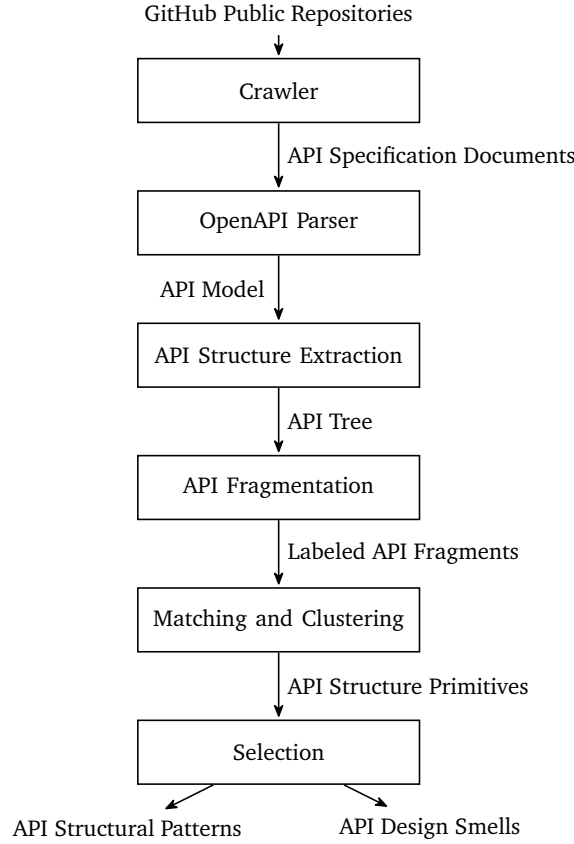 GitHub Public Repositories
Crawler
API Specification Documents
OpenAPI Parser
API Model
API Structure Extraction
API Tree
API Fragmentation
Labeled API Fragments
Matching and Clustering
API Structure Primitives
Selection
API Structural Patterns
API Design Smells